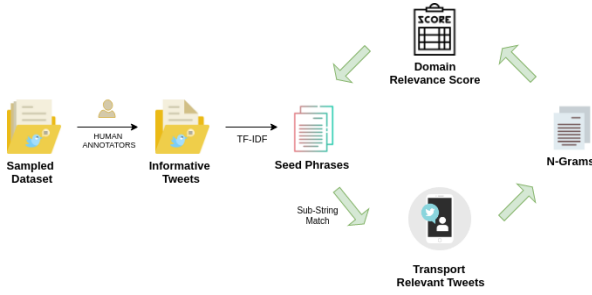 SCORE
Domain
Relevance Score
HUMAN
ANNOTATORS
TF-IDF
Sampled
Dataset
Informative
Tweets
Seed Phrases
N-Grams
Sub-String
Match
Transport
Relevant Tweets